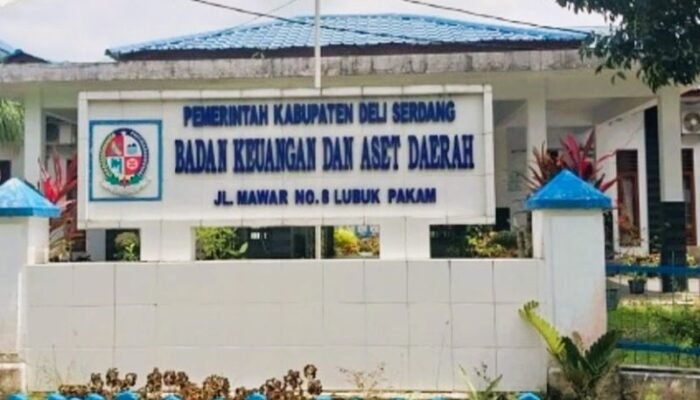 PEMERINTAH KABUPATEN DELI SERDANG
BADAN KEUANGAN DAN ASET DAERAH
JL. MAWAR NO. 8 LUBUK PAKAM